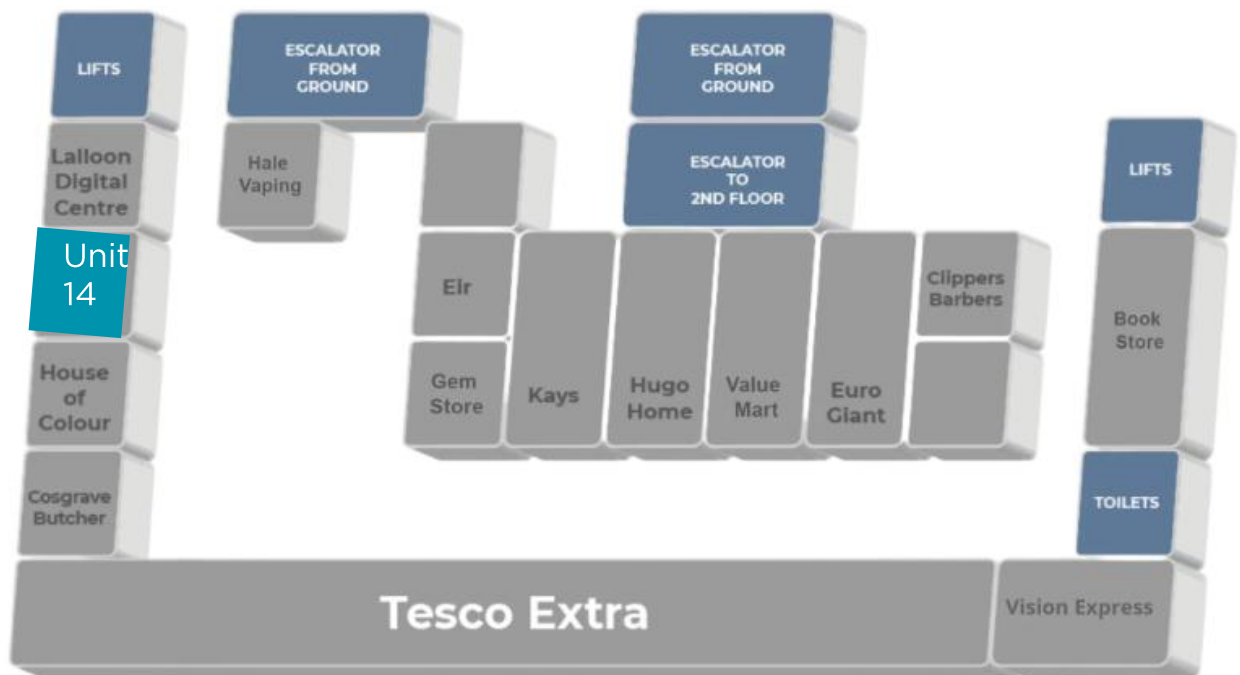 LIFTS
ESCALATOR
FROM
GROUND
ESCALATOR
FROM
GROUND
Lalloon
Digital
Centre
Hale
Vaping
ESCALATOR
TO
2ND FLOOR
LIFTS
Unit
14
Eir
Clippers
Barbers
Book
Store
House
of
Colour
Gem
Store
Kays
Hugo
Home
Value
Mart
Euro
Giant
Cosgrave
Butcher
TOILETS
Tesco Extra
Vision Express